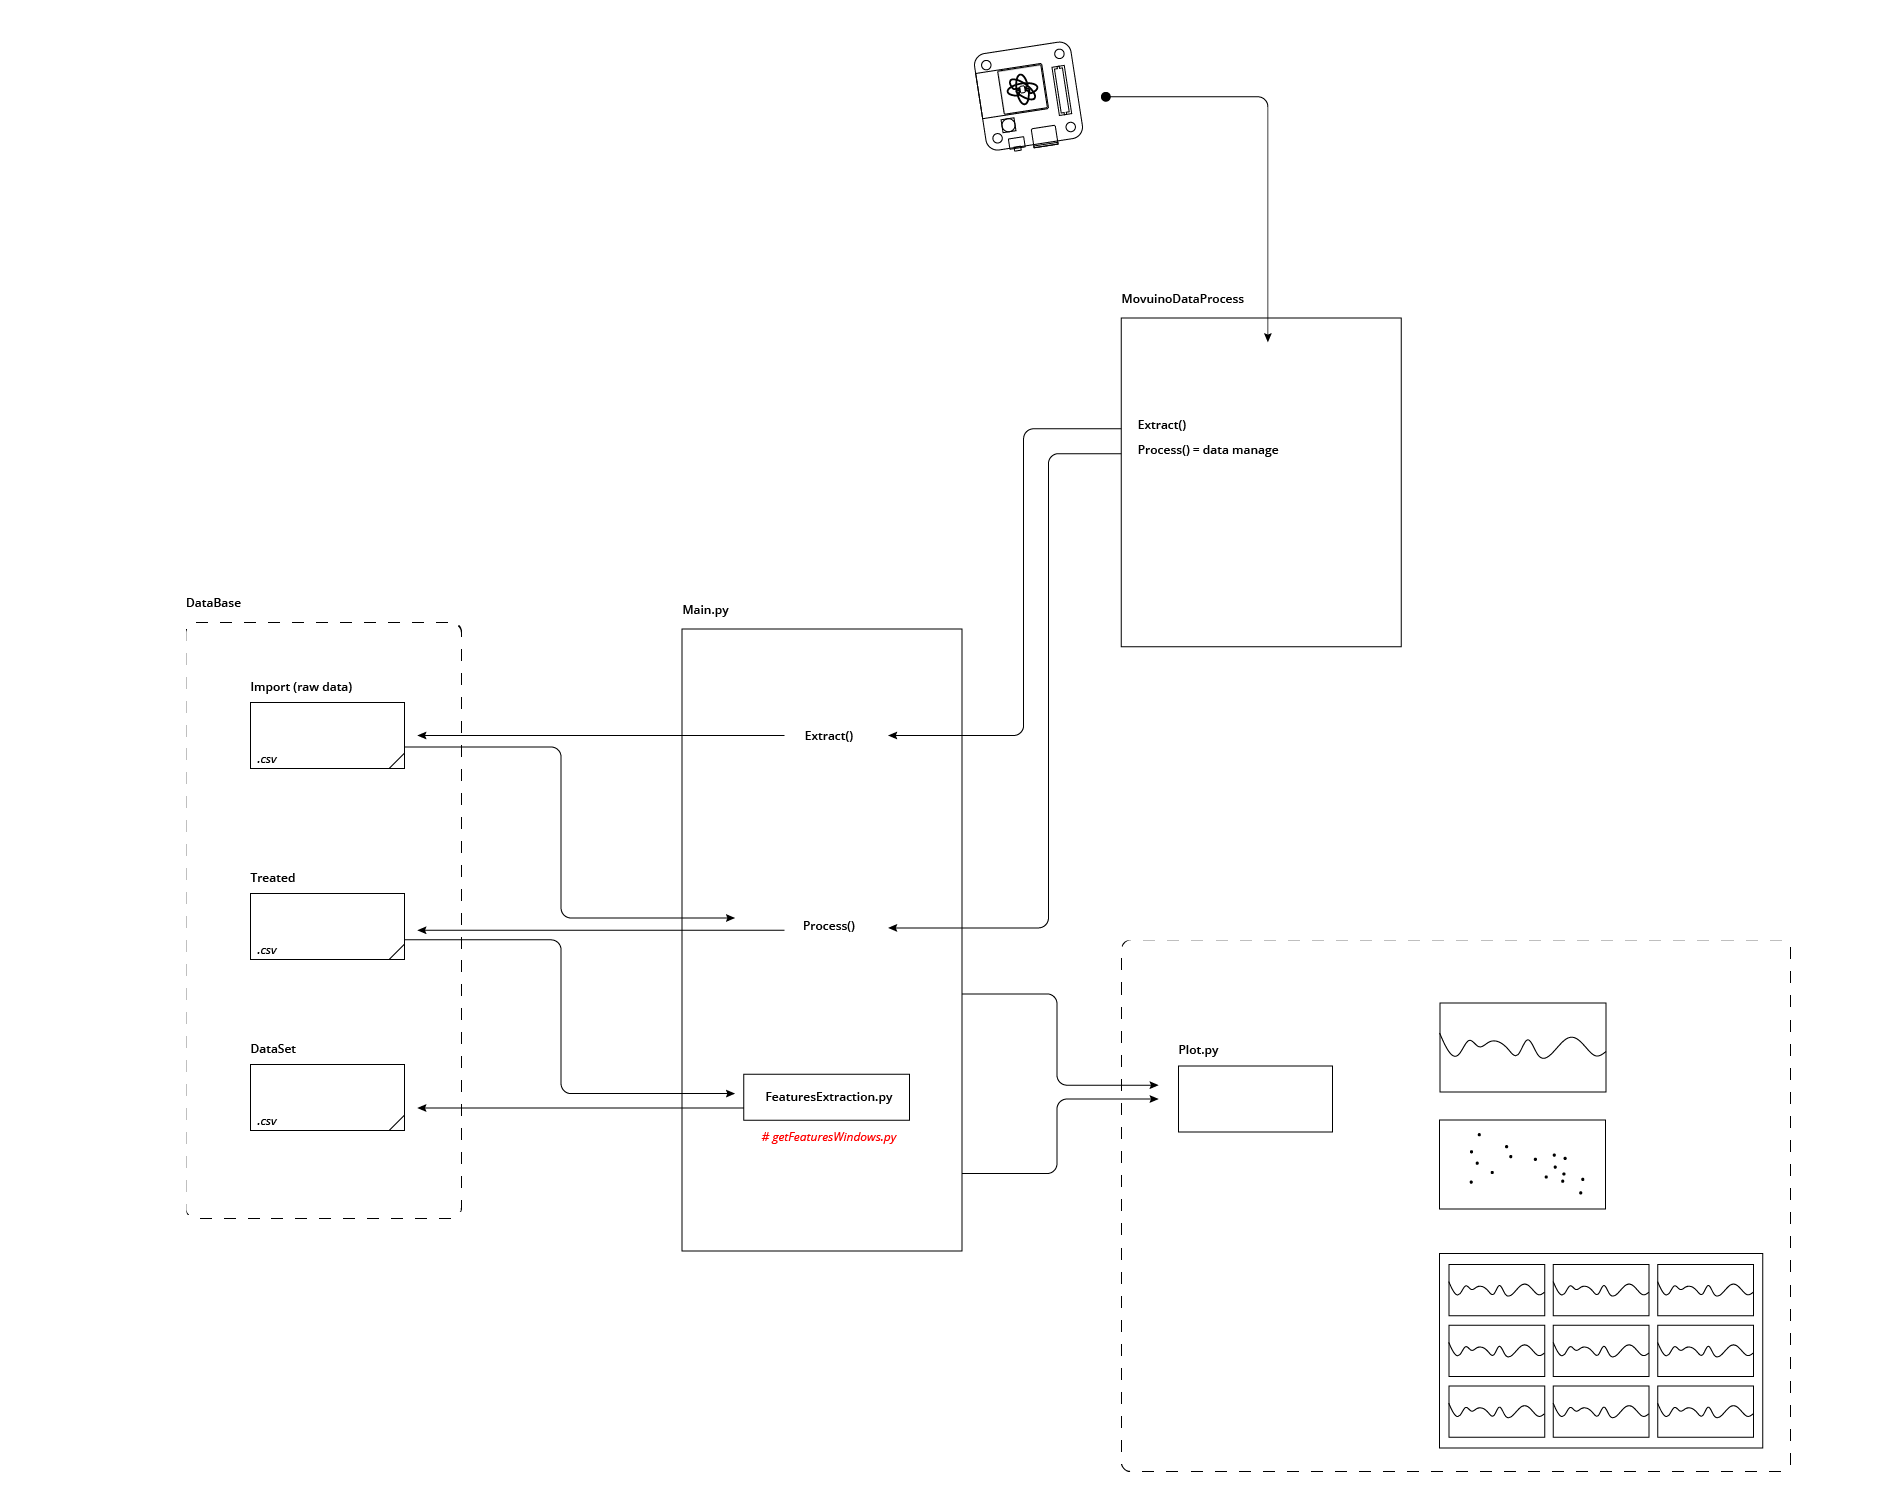 MovuinoDataProcess
Extract()
Process() = data manage
DataBase
Main.py
Import (raw data)
.csv
Extract()
Treated
.csv
Process()
DataSet
.csv
FeaturesExtraction.py
# getFeaturesWindows.py
Plot.py